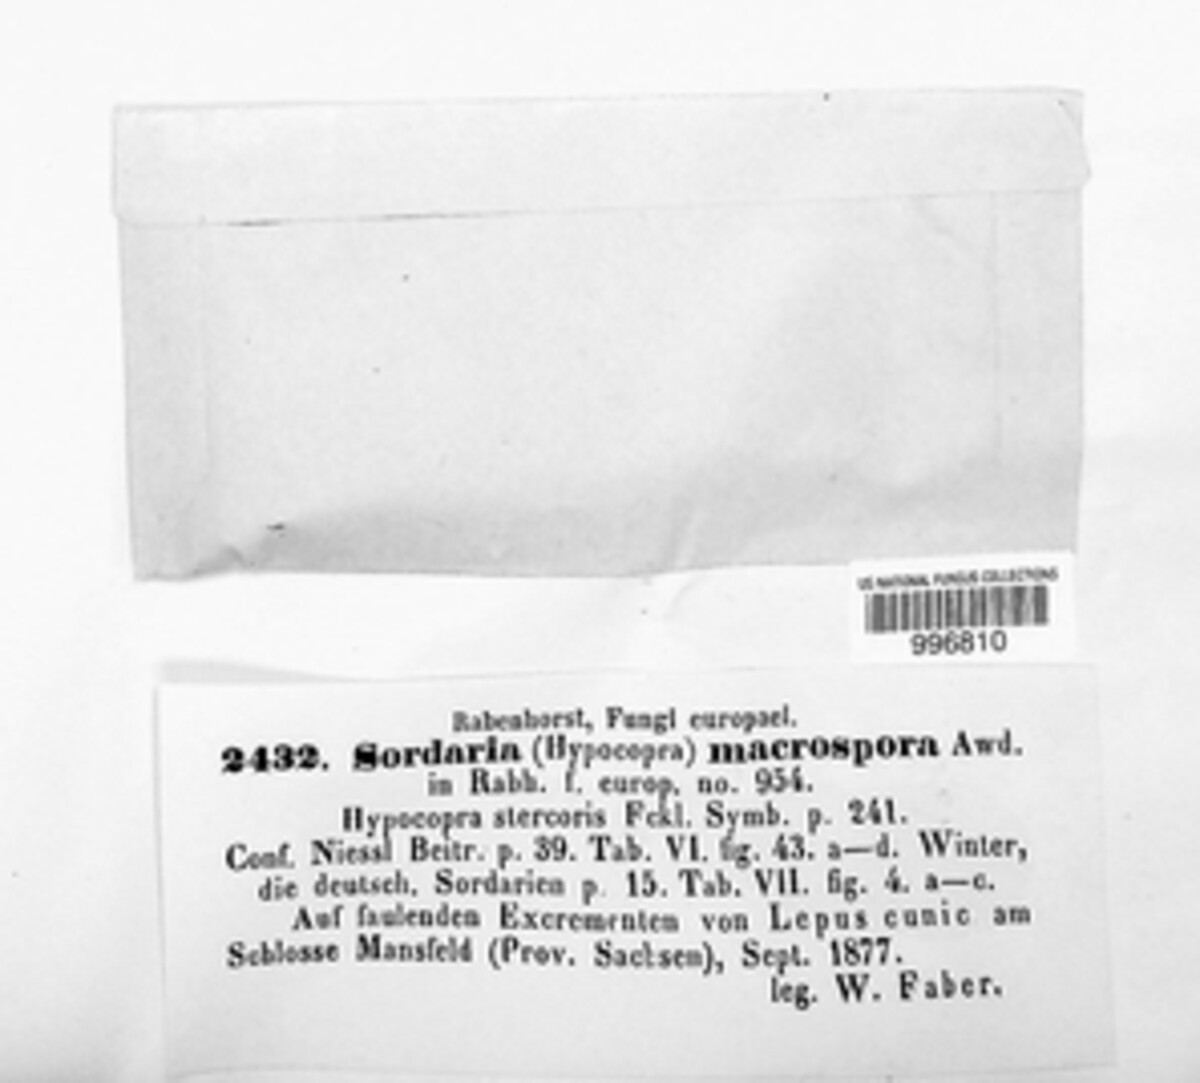 US NATIONAL FUNGUS COLLECTIONS
996810
Rabenhorst, Fungi europaei.
2432. Sordaria (Hypocopra) macrospora Awd.
in Rabh. f. europ. no. 954.
Hypocopra stercoris Fckl. Symb. p. 241.
Conf. Niessl Beitr. p. 39. Tab. VI. fig. 43. a—d. Winter,
die deutsch. Sordarien p. 15. Tab. VII. fig. 4. a—c.
Auf faulenden Excrementen von Lepus cunic am
Schlosse Mansfeld (Prov. Sachsen), Sept. 1877.
leg. W. Faber.